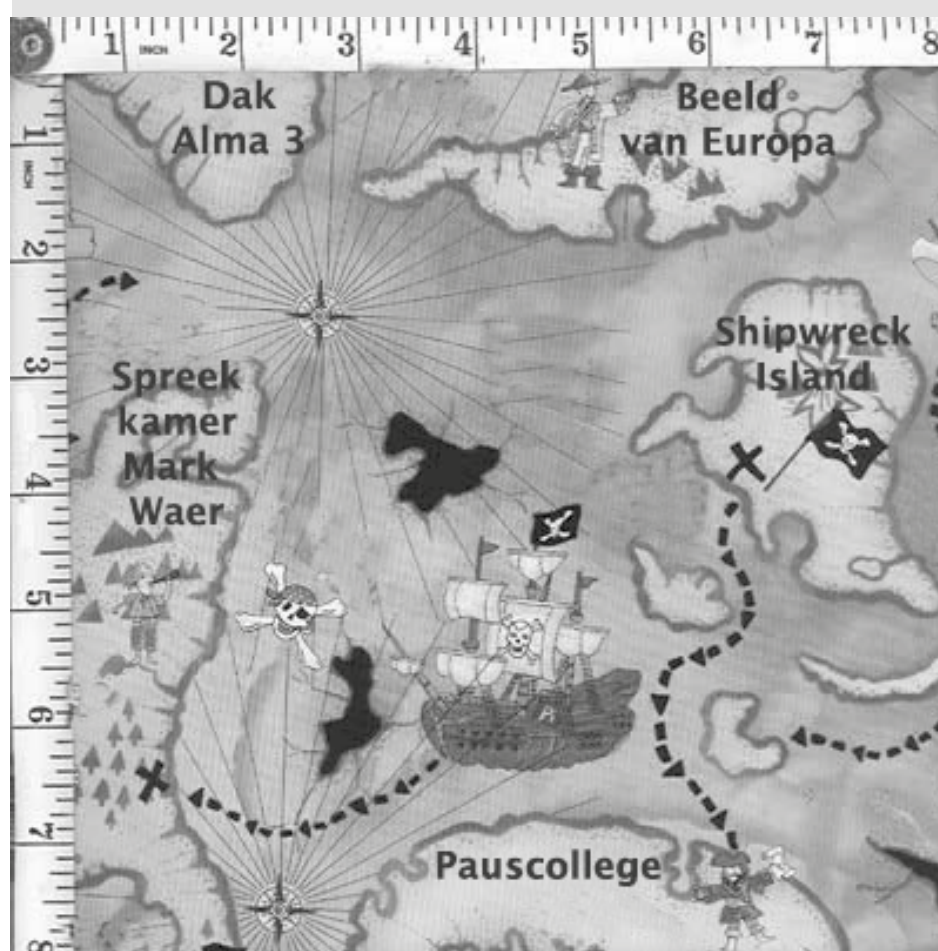 1 INCH 2 3 4 5 6 7 8
1
INCH
2
3
4
5
6
7
8
Dak
Alma 3
Beeld
van Europa
Shipwreck
Island
Spreek
kamer
Mark
Waer
Pauscollege